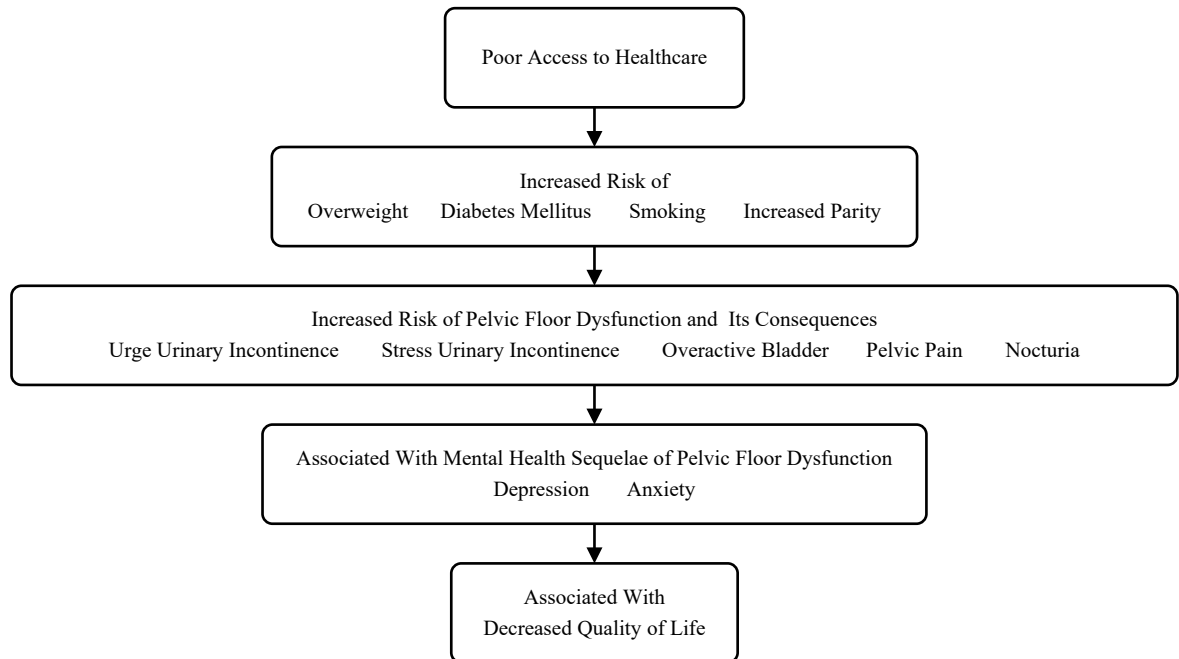 Poor Access to Healthcare
Increased Risk of
Overweight Diabetes Mellitus Smoking Increased Parity
Increased Risk of Pelvic Floor Dysfunction and Its Consequences
Urge Urinary Incontinence Stress Urinary Incontinence Overactive Bladder Pelvic Pain Nocturia
Associated With Mental Health Sequelae of Pelvic Floor Dysfunction
Depression Anxiety
Associated With
Decreased Quality of Life